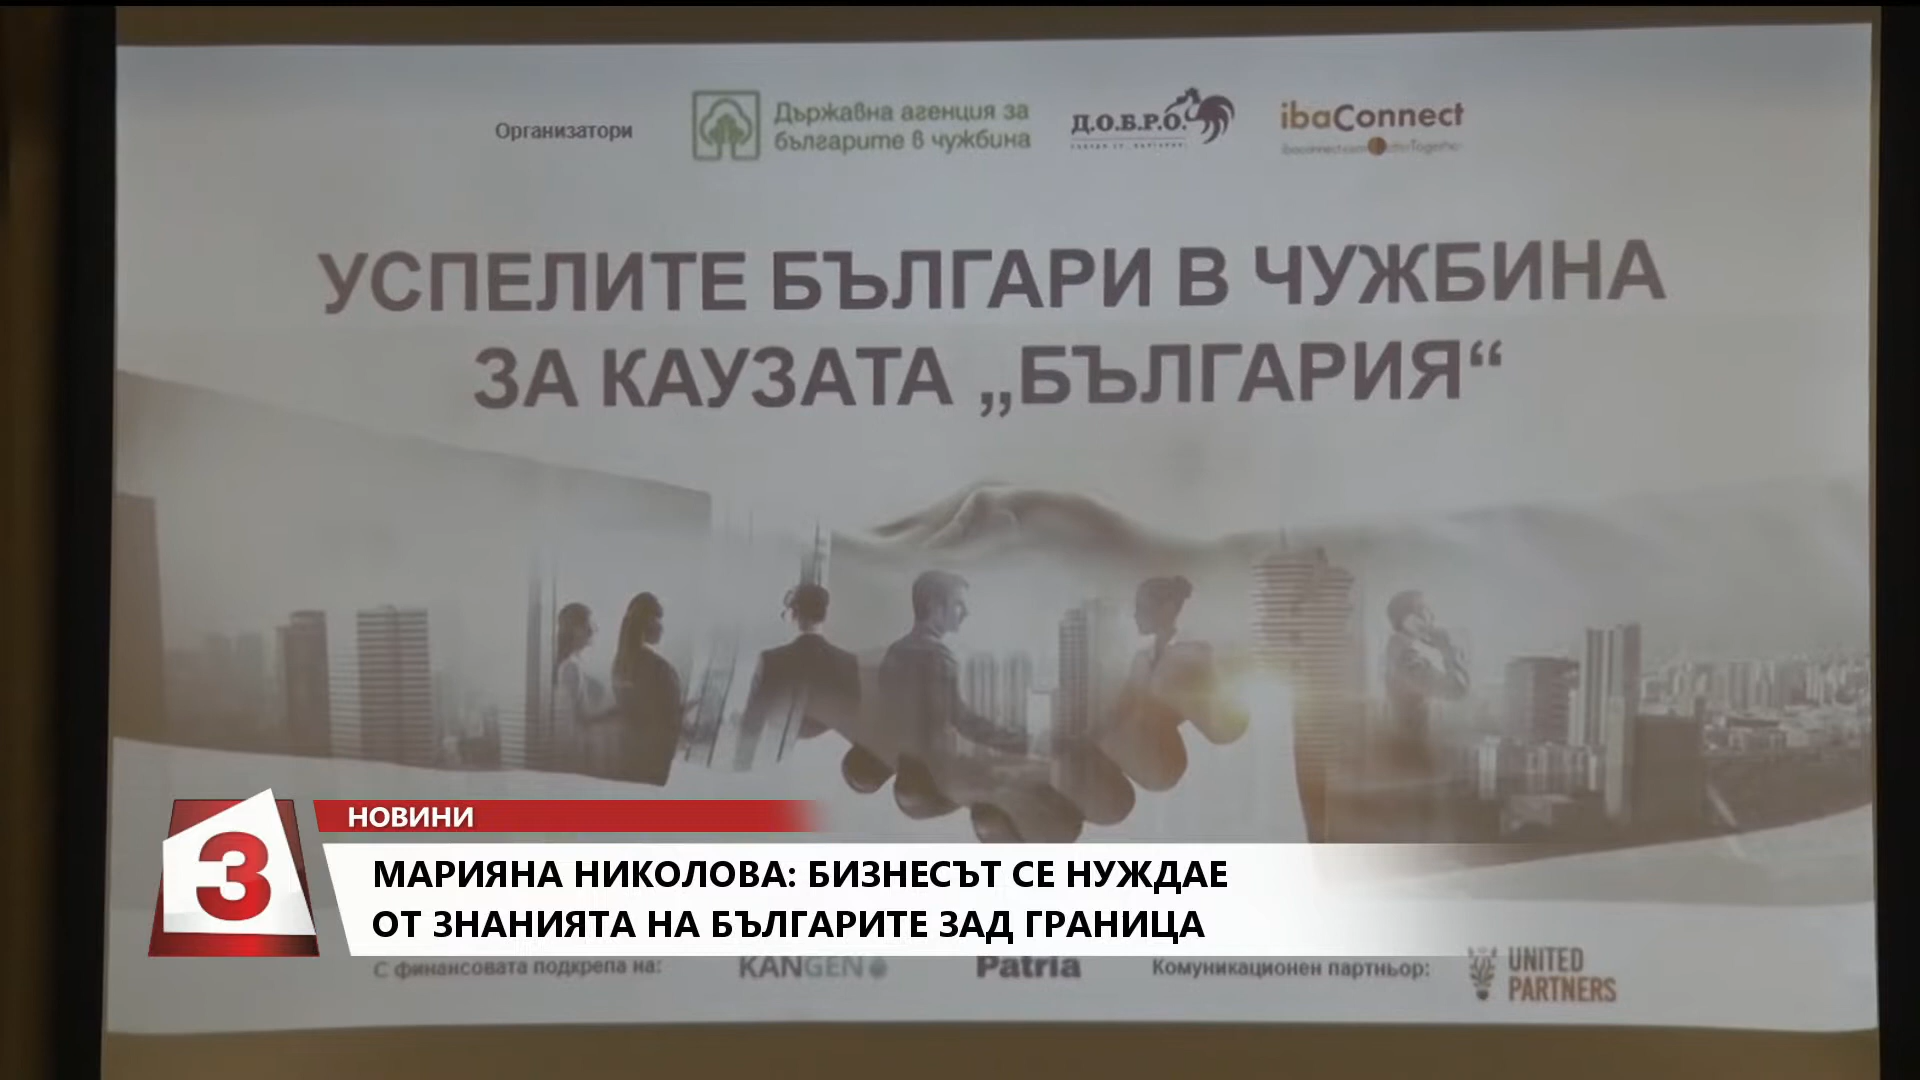 Организатори
Държавна агенция за
българите в чужбина
Д.О.Б.Р.О.
ibaConnect
УСПЕЛИТЕ БЪЛГАРИ В ЧУЖБИНА
ЗА КАУЗАТА „БЪЛГАРИЯ“
3
НОВИНИ
МАРИЯНА НИКОЛОВА: БИЗНЕСЪТ СЕ НУЖДАЕ
ОТ ЗНАНИЯТА НА БЪЛГАРИТЕ ЗАД ГРАНИЦА
С финансовата подкрепа на:
KANGEN
Patria
Комуникационен партньор:
UNITED
PARTNERS